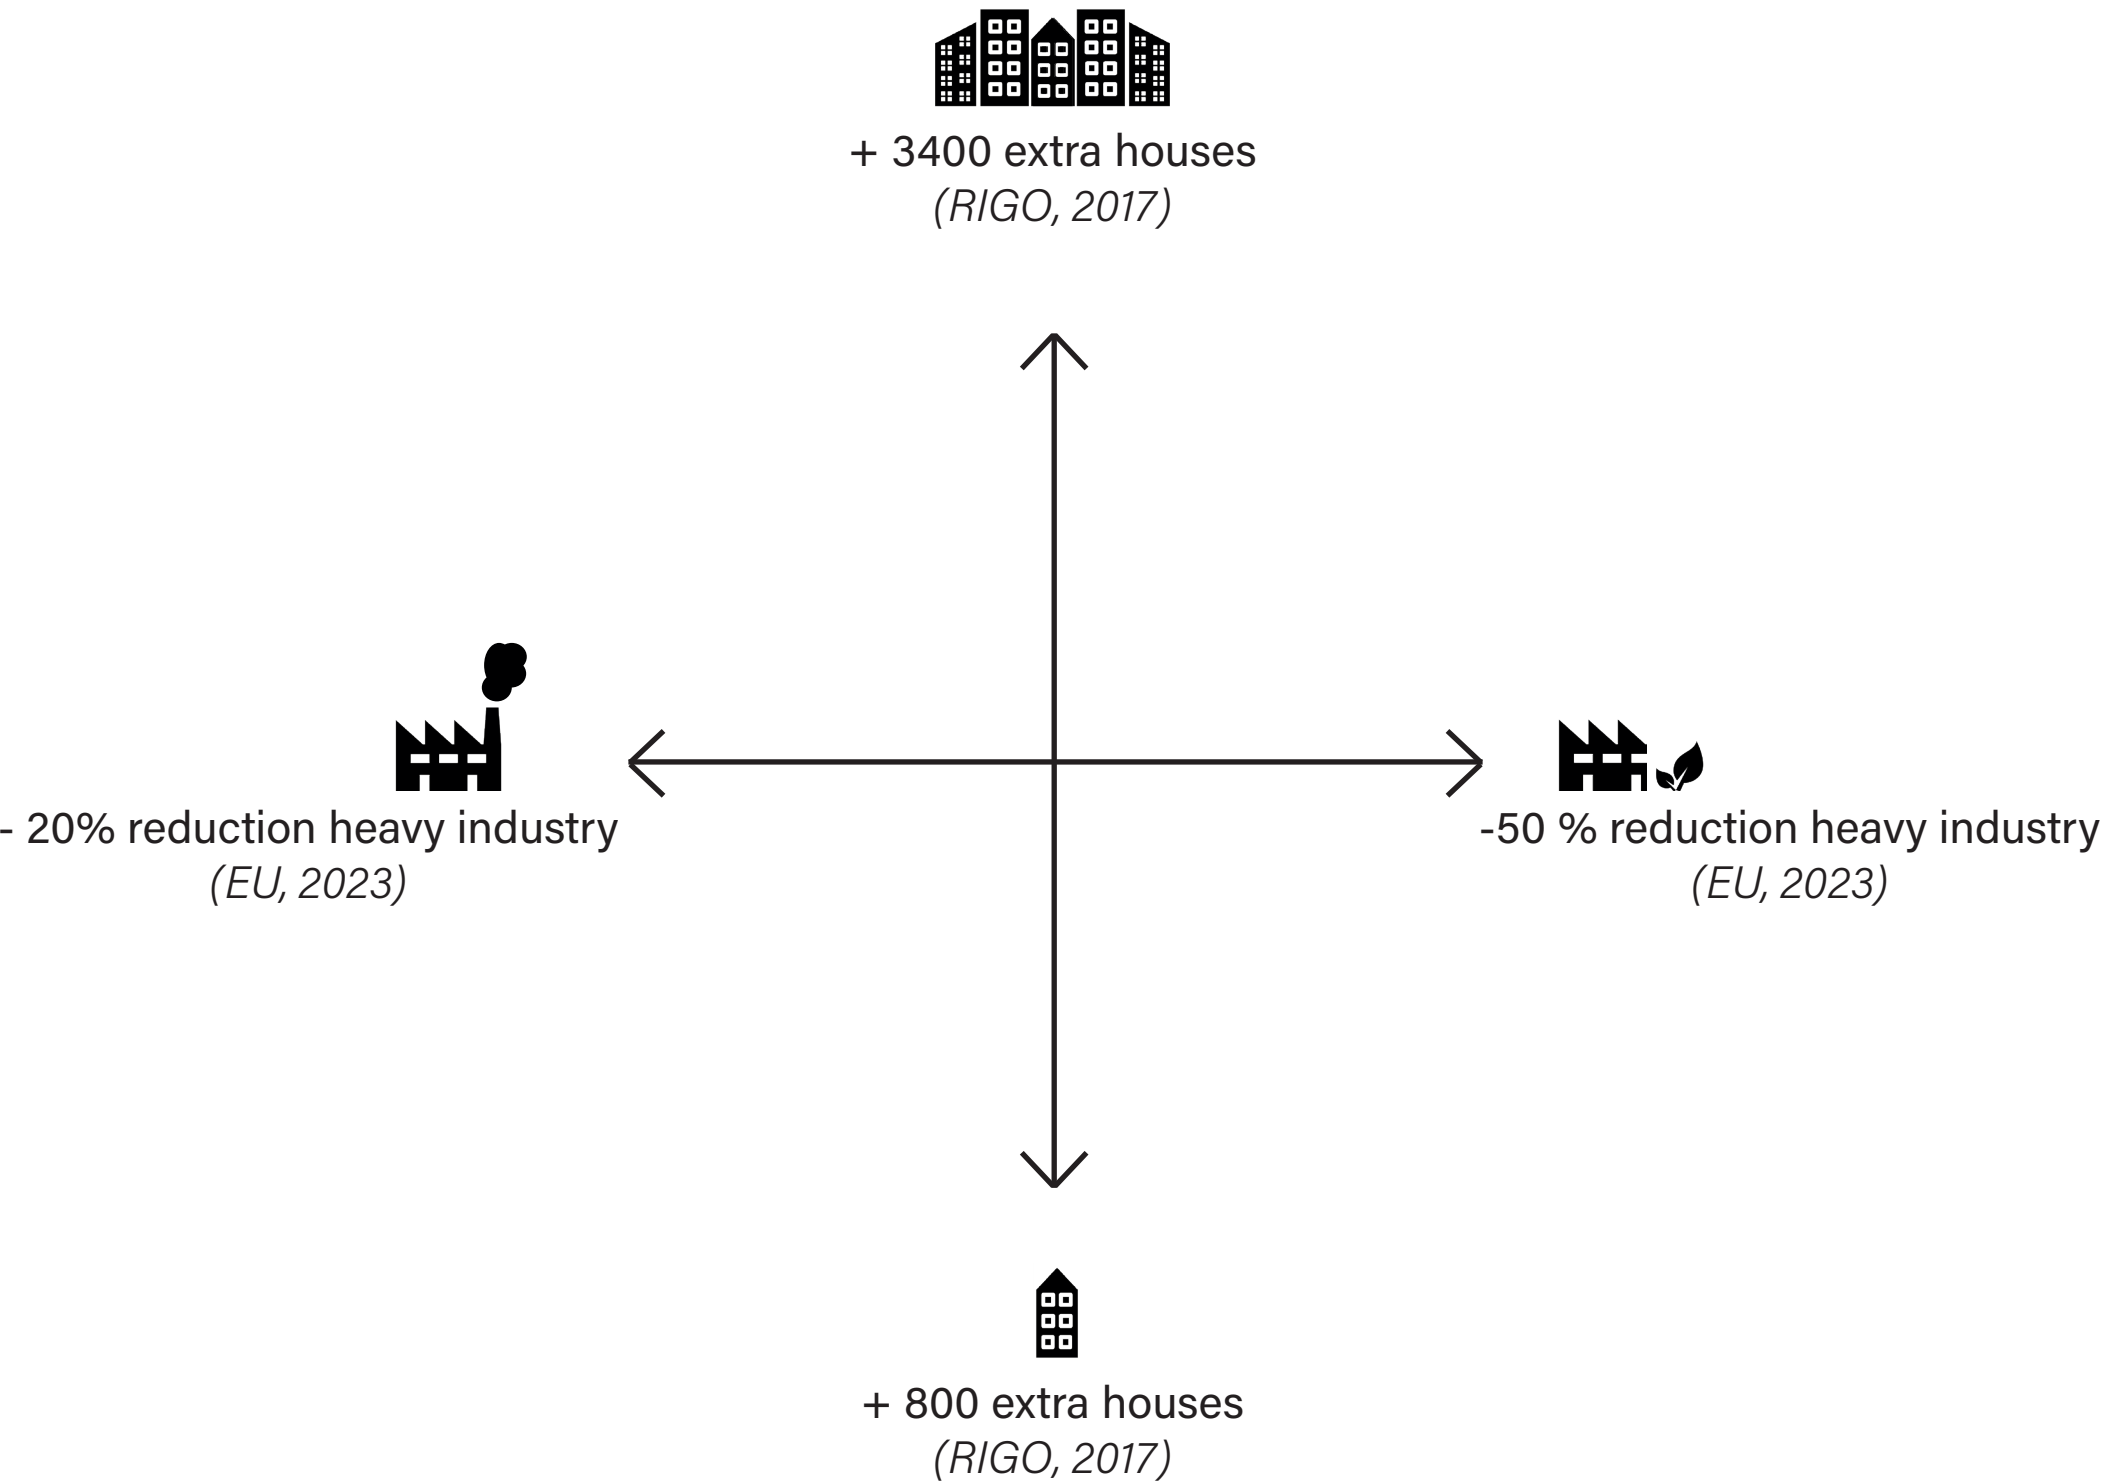 + 3400 extra houses
(RIGO, 2017)
- 20% reduction heavy industry
(EU, 2023)
-50 % reduction heavy industry
(EU, 2023)
+ 800 extra houses
(RIGO, 2017)